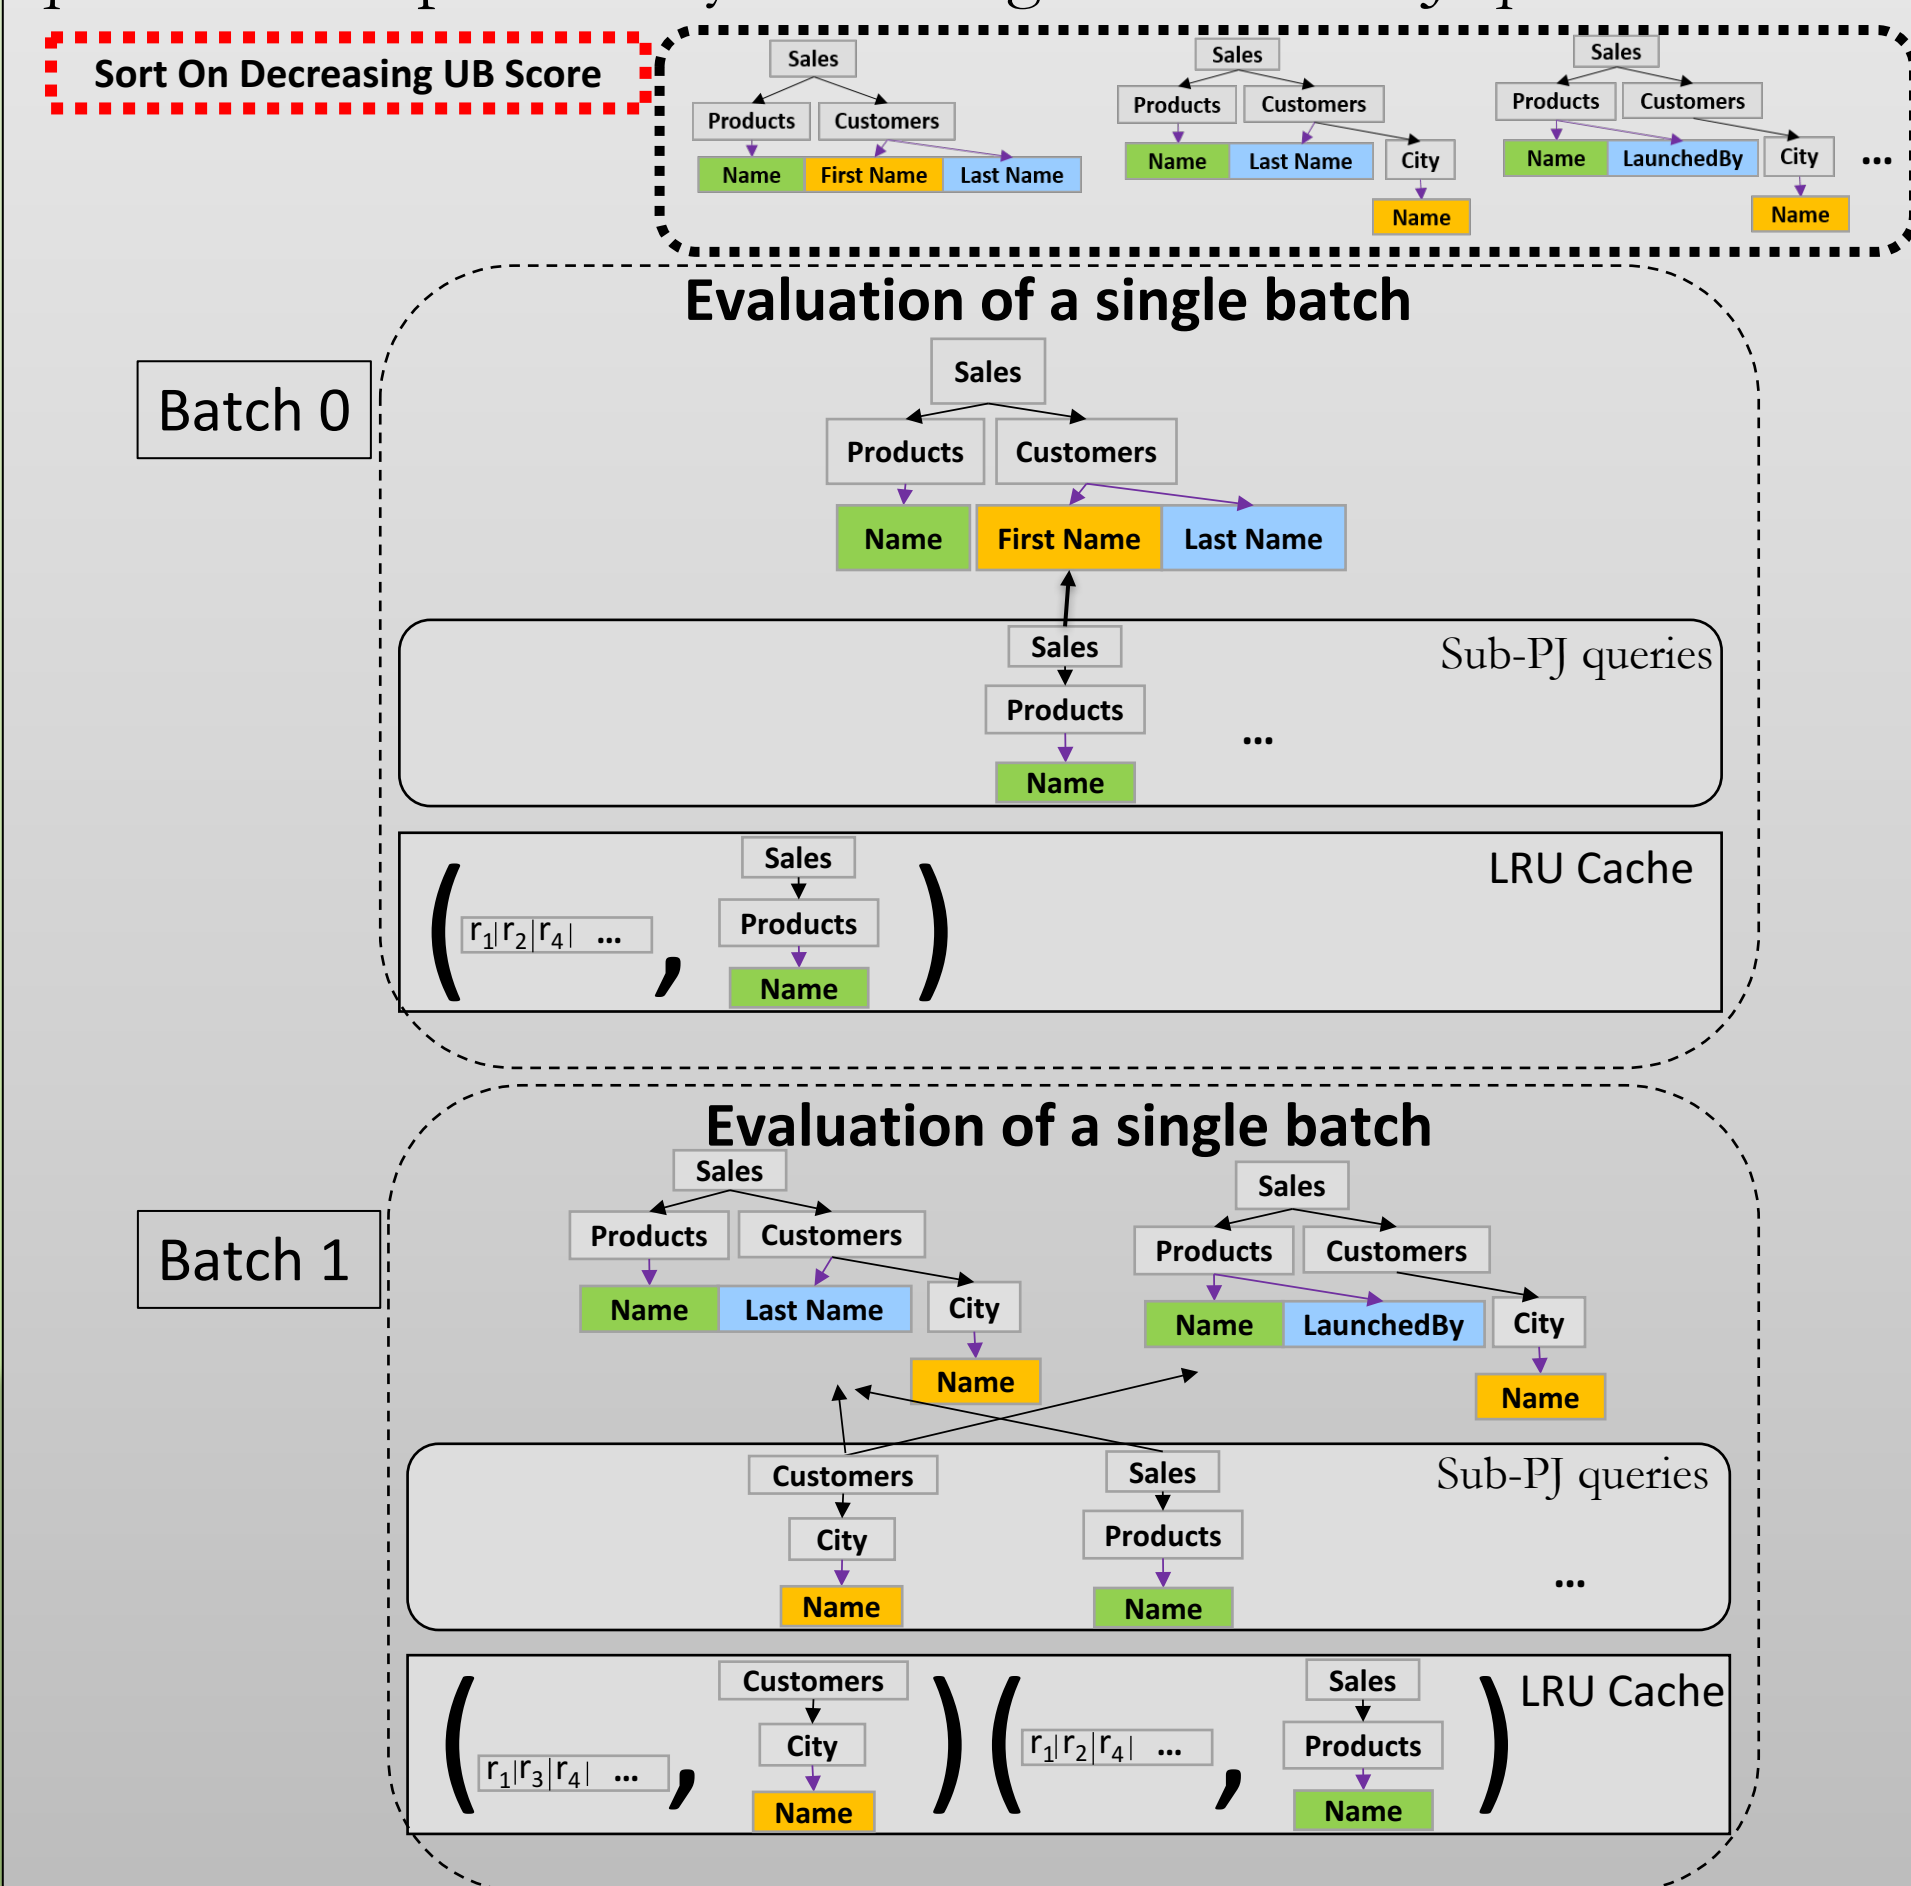 Sort On Decreasing UB Score
Sales
Products Customers
Name First Name Last Name
Sales
Products Customers
Name Last Name City
Name
Sales
Products Customers
Name LaunchedBy City ...
Name
Evaluation of a single batch
Batch 0
Sales
Products Customers
Name First Name Last Name
Sub-PJ queries
Sales
Products
...
Name
LRU Cache
( r1|r2|r4| ... ,
Sales
Products
Name
)
Evaluation of a single batch
Batch 1
Sales
Products Customers
Name Last Name City
Name
Sales
Products Customers
Name LaunchedBy City
Name
Sub-PJ queries
Customers
City
Name
Sales
Products
Name
...
LRU Cache
( r1|r3|r4| ... ,
Customers
City
Name
)
( r1|r2|r4| ... ,
Sales
Products
Name
)